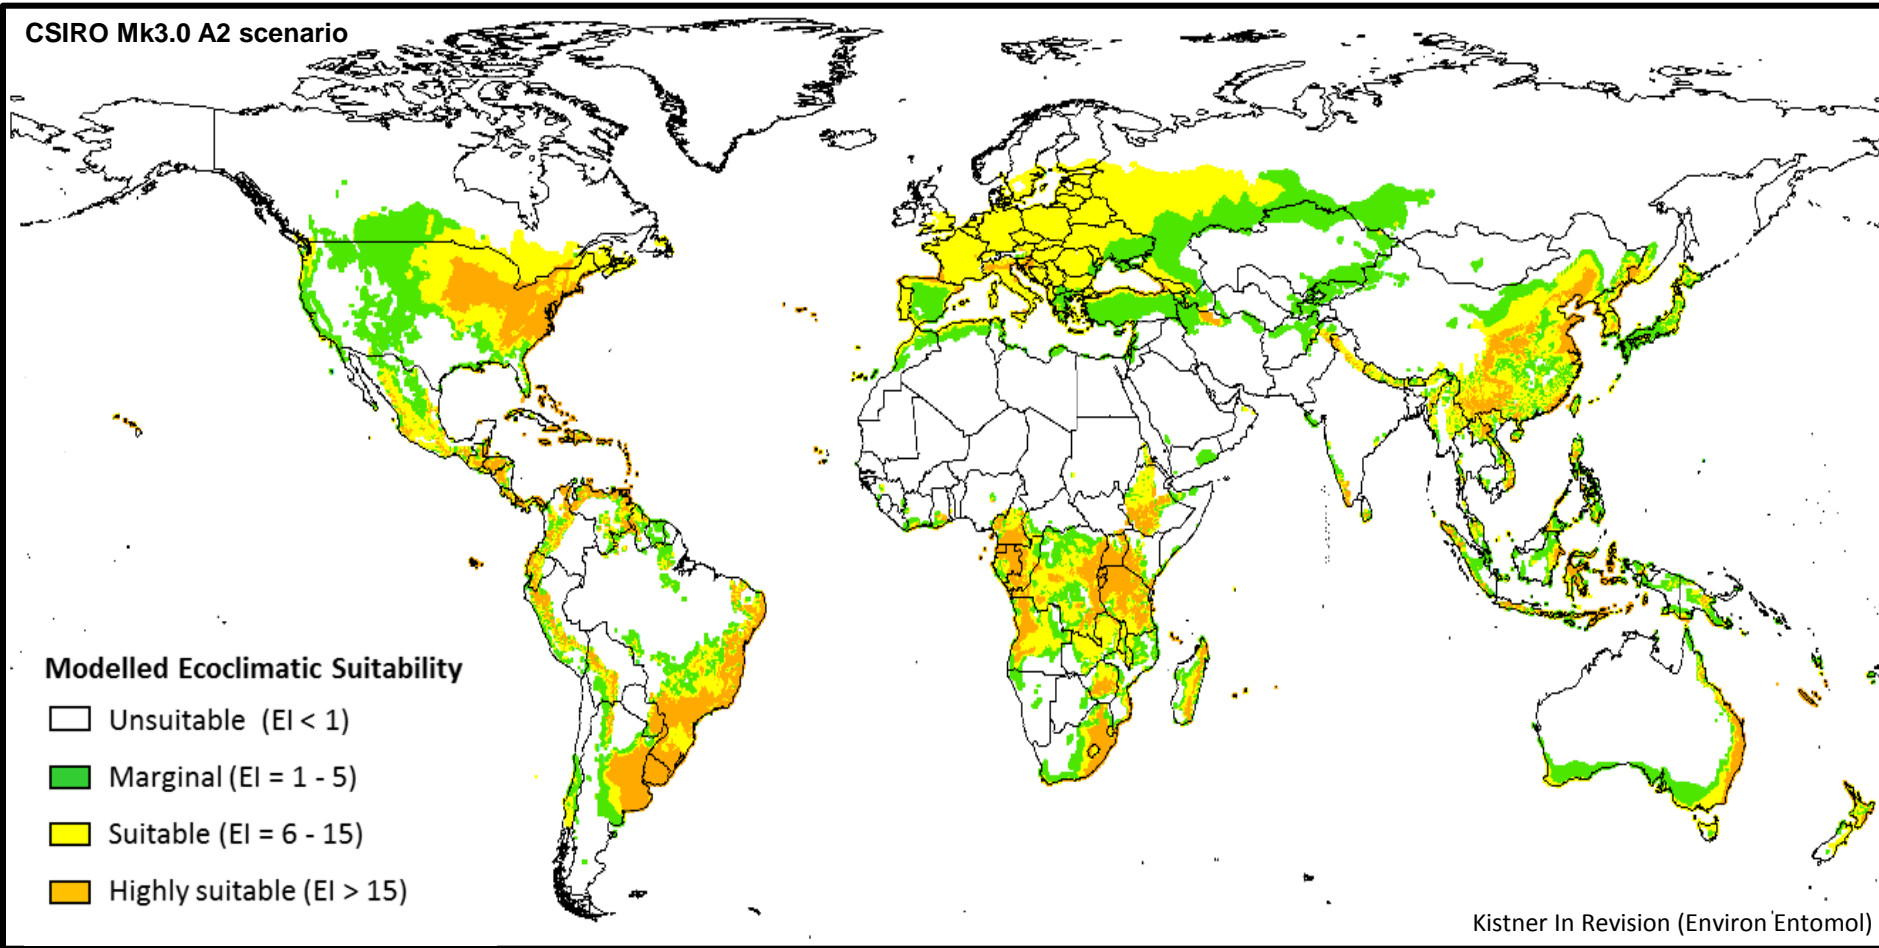 CSIRO Mk3.0 A2 scenario
Modelled Ecoclimatic Suitability
Unsuitable (EI < 1)
Marginal (EI = 1 - 5)
Suitable (EI = 6 - 15)
Highly suitable (EI > 15)
Kistner In Revision (Environ Entomol)